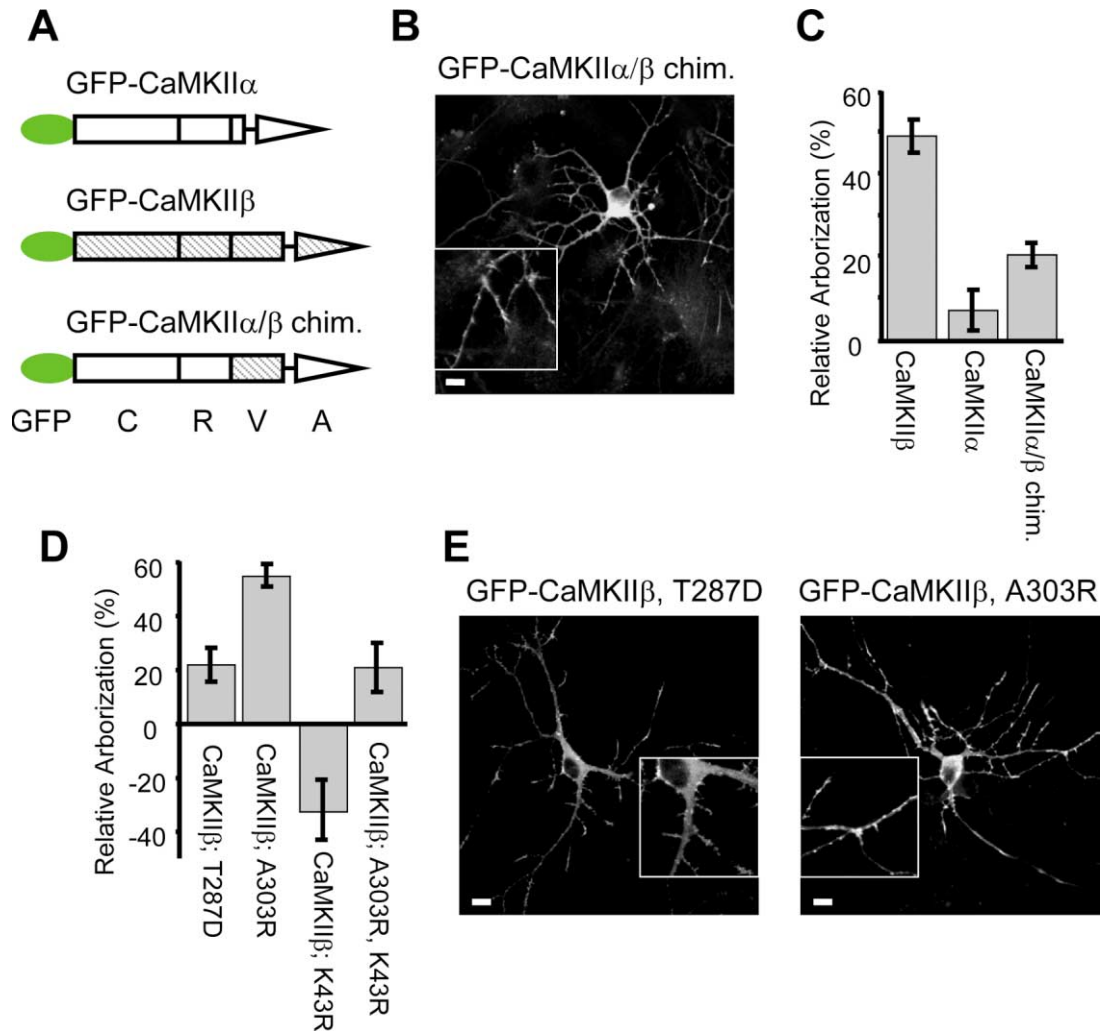 A
GFP-CaMKIIα
GFP-CaMKIIβ
GFP-CaMKIIα/β chim.
GFP C R V A
B
GFP-CaMKIIα/β chim.
C
Relative Arborization (%)
60
40
20
0
CaMKIIβ
CaMKIIα
CaMKIIα/β chim.
D
Relative Arborization (%)
60
40
20
0
-20
-40
CaMKIIβ; T287D
CaMKIIβ; A303R
CaMKIIβ; K43R
CaMKIIβ; A303R, K43R
E
GFP-CaMKIIβ, T287D
GFP-CaMKIIβ, A303R